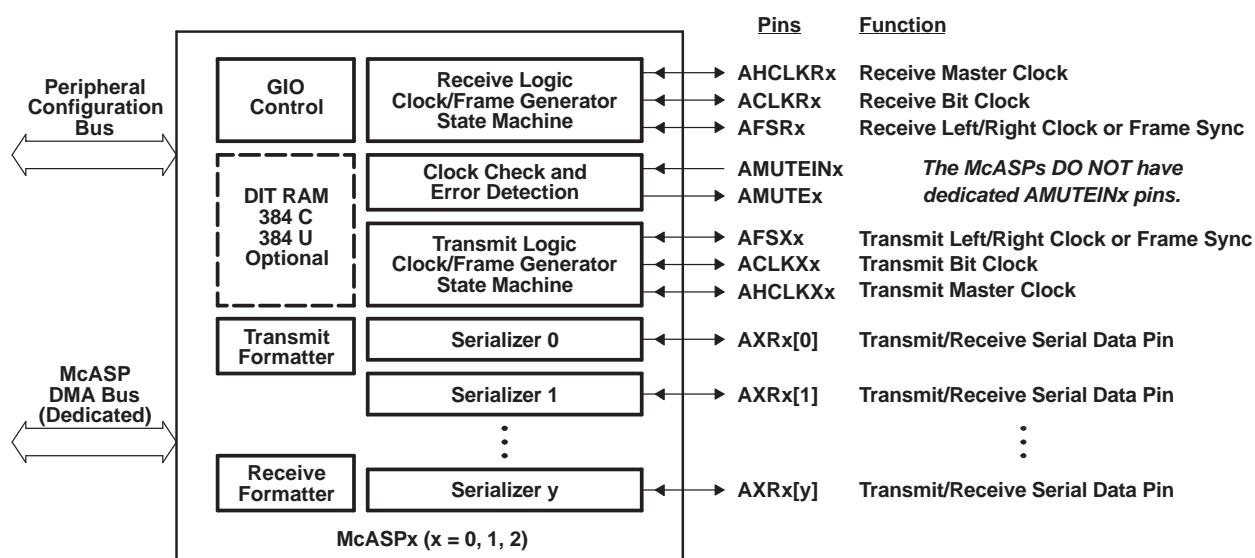 Pins Function
Peripheral
Configuration
Bus
GIO
Control
Receive Logic
Clock/Frame Generator
State Machine
AHCLKRx Receive Master Clock
ACLKRx Receive Bit Clock
AFSRx Receive Left/Right Clock or Frame Sync
DIT RAM
384 C
384 U
Optional
Clock Check and
Error Detection
AMUTEINx
AMUTEx
The McASPs DO NOT have
dedicated AMUTEINx pins.
Transmit Logic
Clock/Frame Generator
State Machine
AFSXx Transmit Left/Right Clock or Frame Sync
ACLKXx Transmit Bit Clock
AHCLKXx Transmit Master Clock
Transmit
Formatter
Serializer 0
AXRx[0] Transmit/Receive Serial Data Pin
McASP
DMA Bus
(Dedicated)
Serializer 1
AXRx[1] Transmit/Receive Serial Data Pin
Receive
Formatter
Serializer y
AXRx[y] Transmit/Receive Serial Data Pin
McASPx (x = 0, 1, 2)